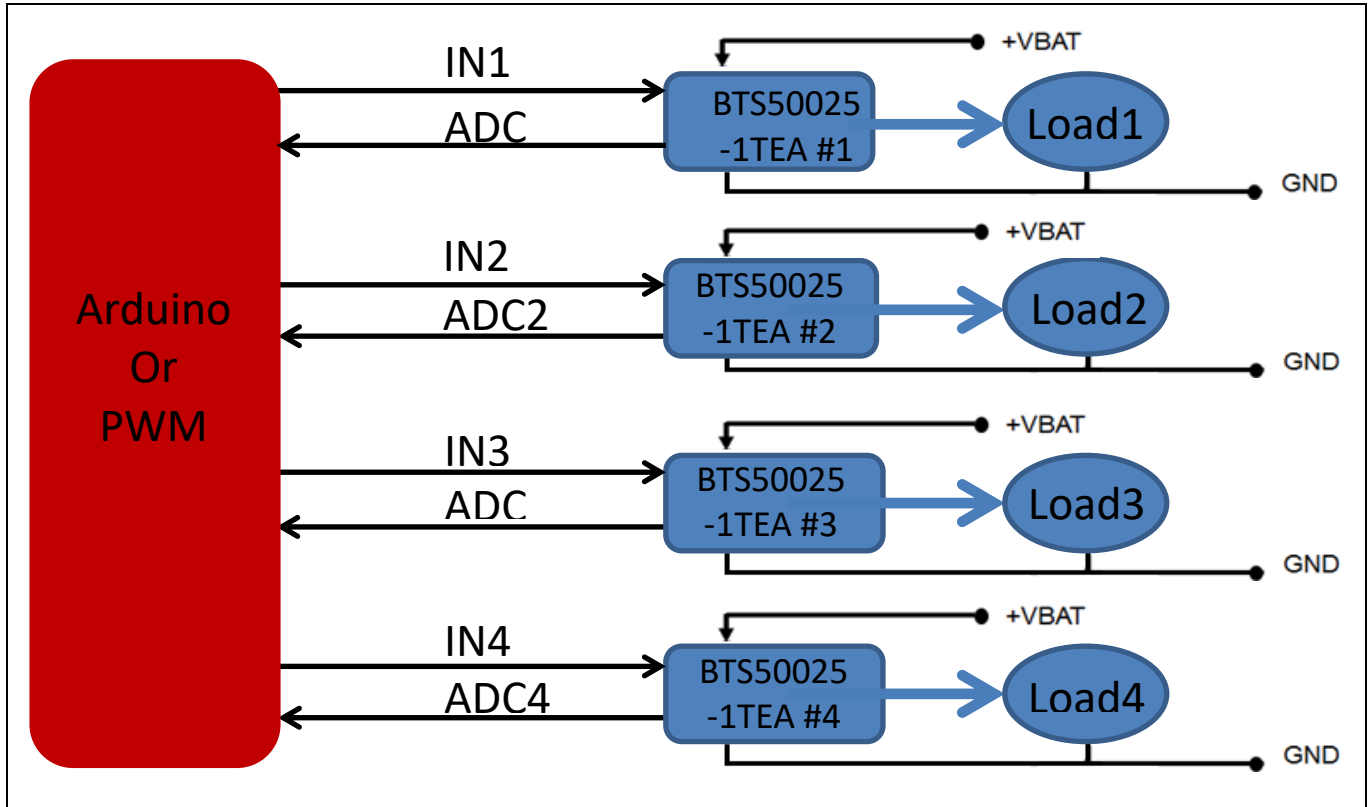 Arduino
Or
PWM
IN1
ADC
BTS50025
-1TEA #1
Load1
+VBAT
GND
IN2
ADC2
BTS50025
-1TEA #2
Load2
+VBAT
GND
IN3
ADC
BTS50025
-1TEA #3
Load3
+VBAT
GND
IN4
ADC4
BTS50025
-1TEA #4
Load4
+VBAT
GND